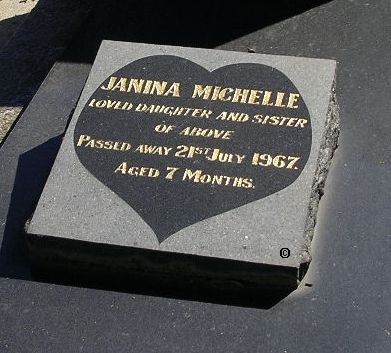 JANINA MICHELLE
LOVED DAUGHTER AND SISTER
OF ABOVE
PASSED AWAY 21ST JULY 1967.
AGED 7 MONTHS.
©